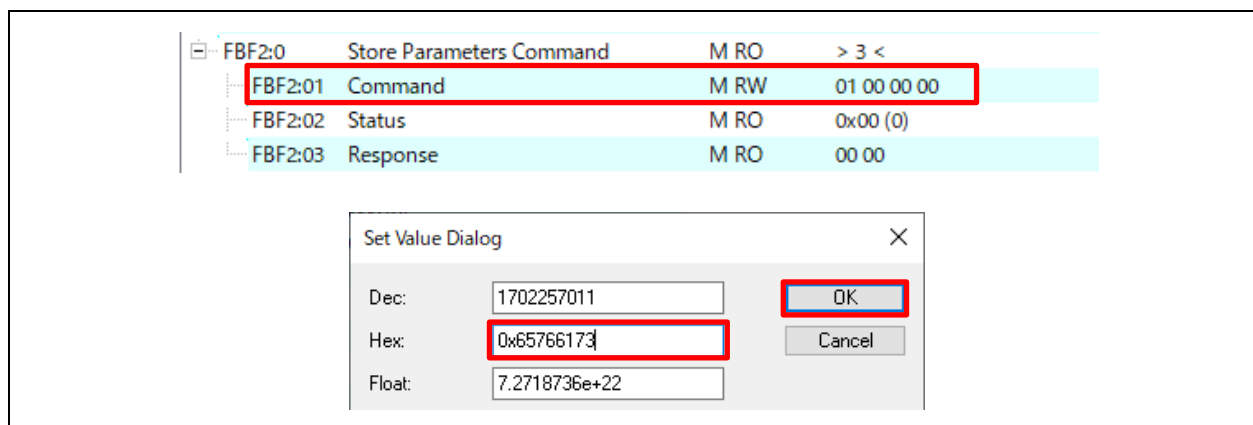 FBF2:0 Store Parameters Command M RO > 3 <
FBF2:01 Command M RW 01 00 00 00
FBF2:02 Status M RO 0x00 (0)
FBF2:03 Response M RO 00 00
Set Value Dialog
Dec: 1702257011 OK
Hex: 0x65766173 Cancel
Float: 7.2718736e+22